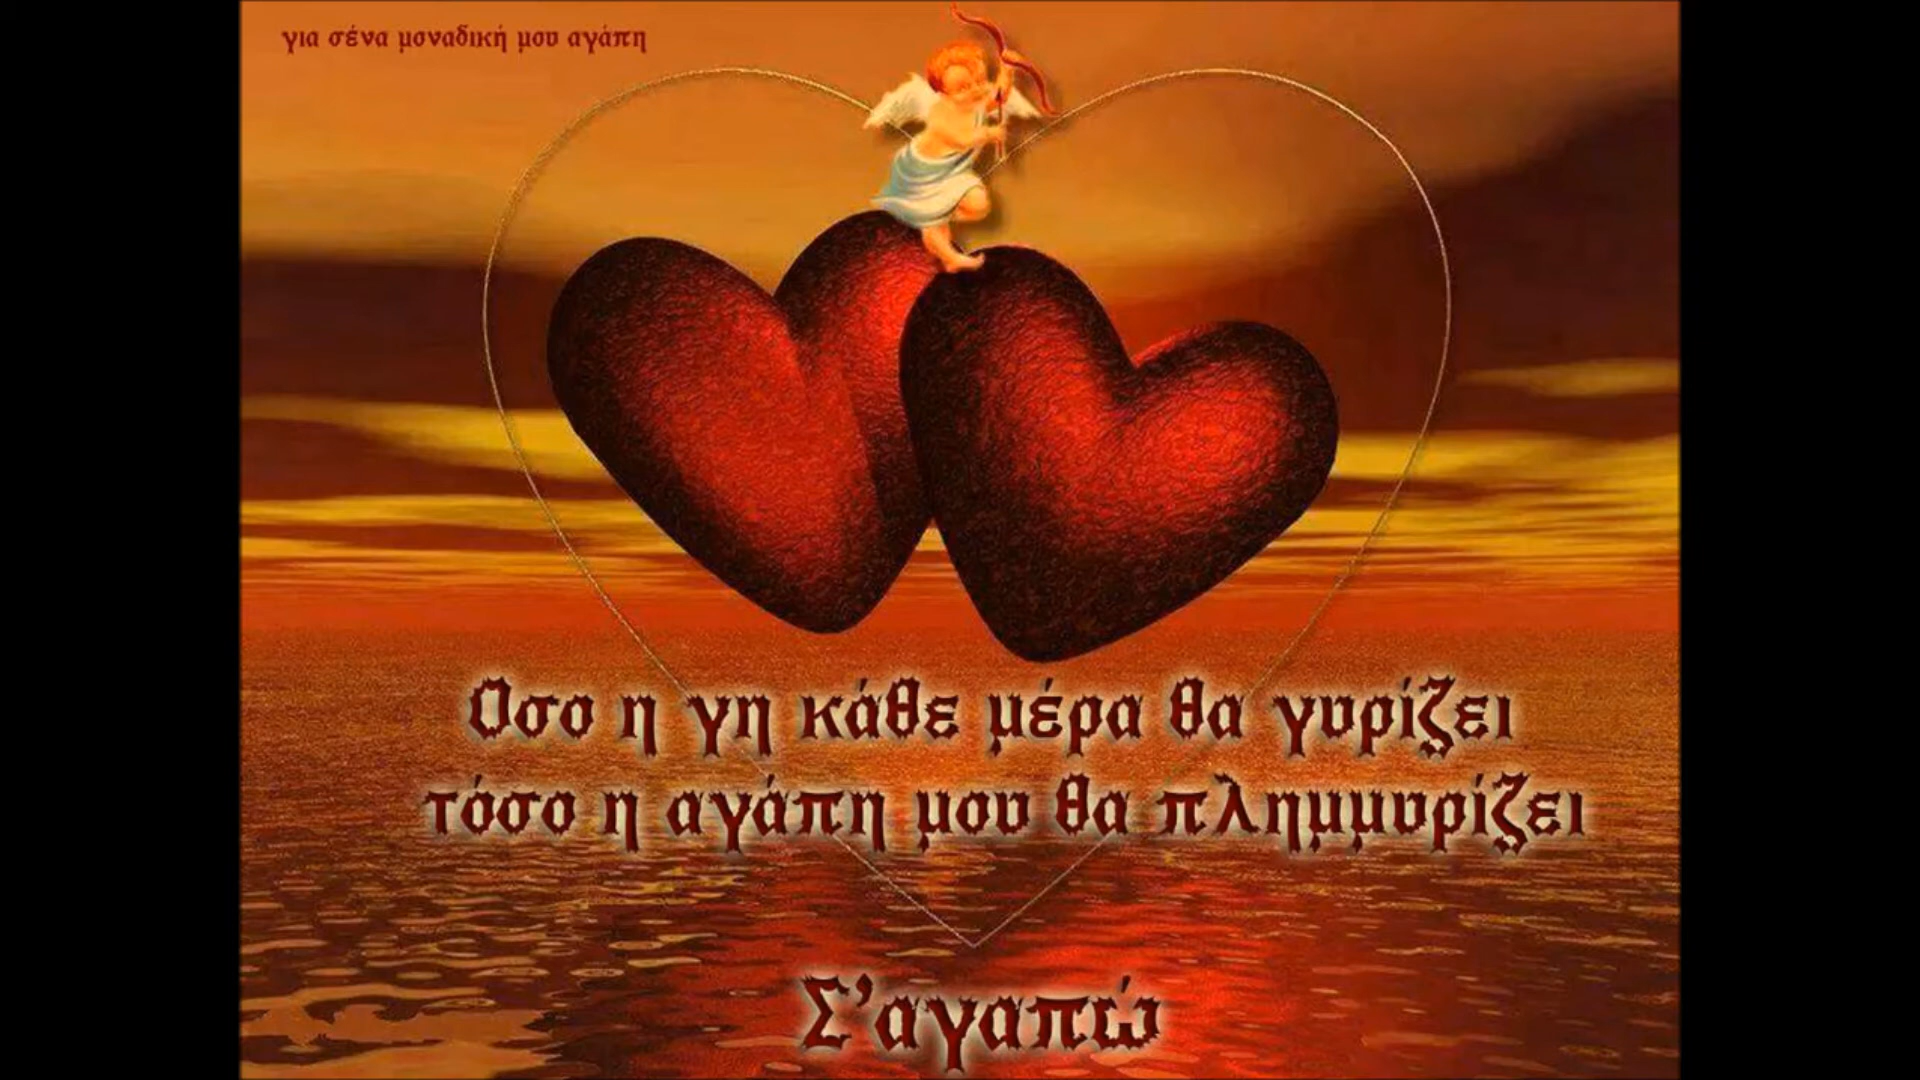 για σένα μοναδική μου αγάπη
Οσο η γη κάθε μέρα θα γυρίζει
τόσο η αγάπη μου θα πλημμυρίζει
Σ’αγαπώ